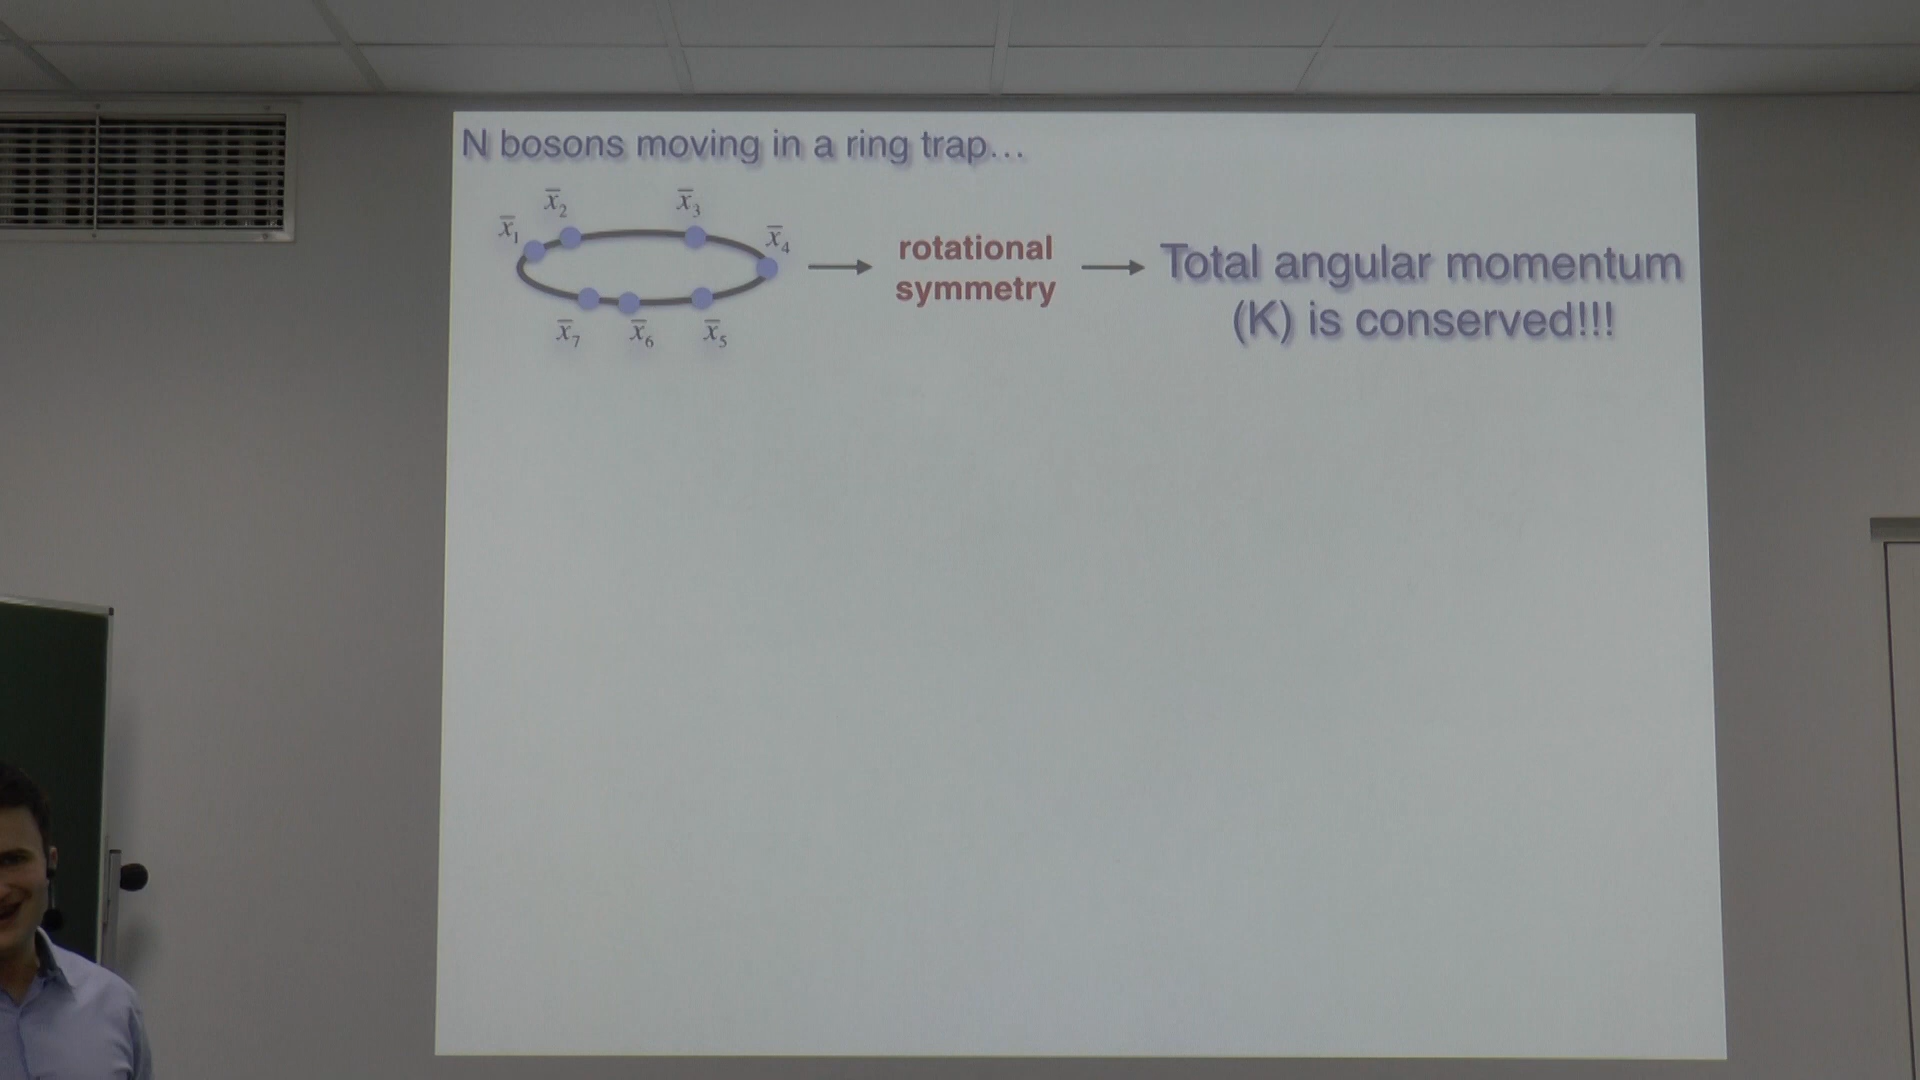 N bosons moving in a ring trap…
x̅₁
x̅₂
x̅₃
x̅₄
rotational
symmetry
Total angular momentum
(K) is conserved!!!
x̅₇
x̅₆
x̅₅